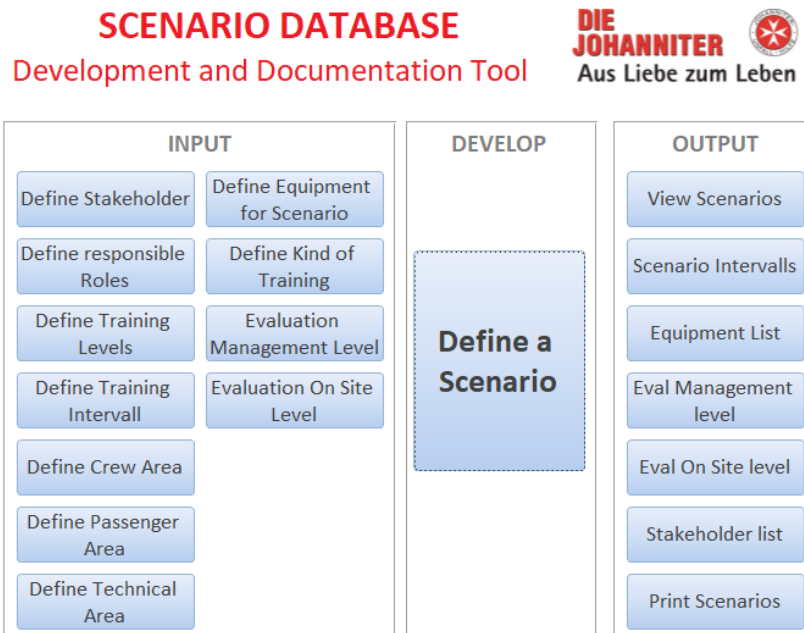 SCENARIO DATABASE
Development and Documentation Tool
DIE
JOHANNITER
Aus Liebe zum Leben
INPUT
Define Stakeholder
Define responsible
Roles
Define Training
Levels
Define Training
Intervall
Define Crew Area
Define Passenger
Area
Define Technical
Area
Define Equipment
for Scenario
Define Kind of
Training
Evaluation
Management Level
Evaluation On Site
Level
DEVELOP
Define a
Scenario
OUTPUT
View Scenarios
Scenario Intervalls
Equipment List
Eval Management
level
Eval On Site level
Stakeholder list
Print Scenarios